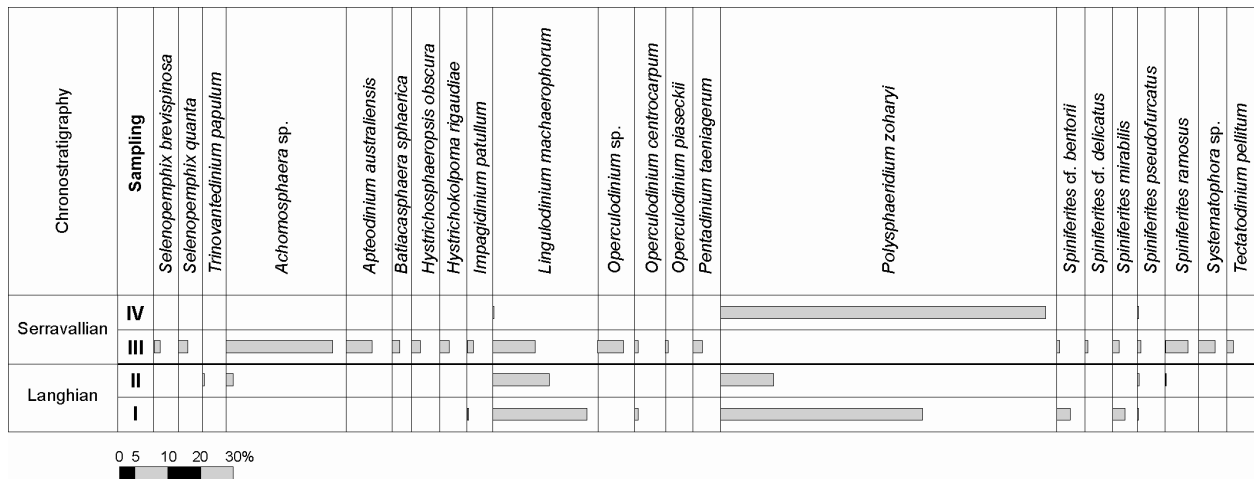 Chronostratigraphy
Sampling
Selenopemphix brevispinosa
Selenopemphix quanta
Trinovantedinium papulum
Achomosphaera sp.
Apteodinium australiensis
Batiacasphaera sphaerica
Hystrichosphaeropsis obscura
Hystrichokolpoma rigaudiae
Impagidinium patullum
Lingulodinium machaerophorum
Operculodinium sp.
Operculodinium centrocarpum
Operculodinium piaseckii
Pentadinium taeniagerum
Polysphaeridium zoharyi
Spiniferites cf. bentorii
Spiniferites cf. delicatus
Spiniferites mirabilis
Spiniferites pseudofurcatus
Spiniferites ramosus
Systematophora sp.
Tectatodinium pellitum
Serravallian
IV
III
Langhian
II
I
0 5 10 20 30%